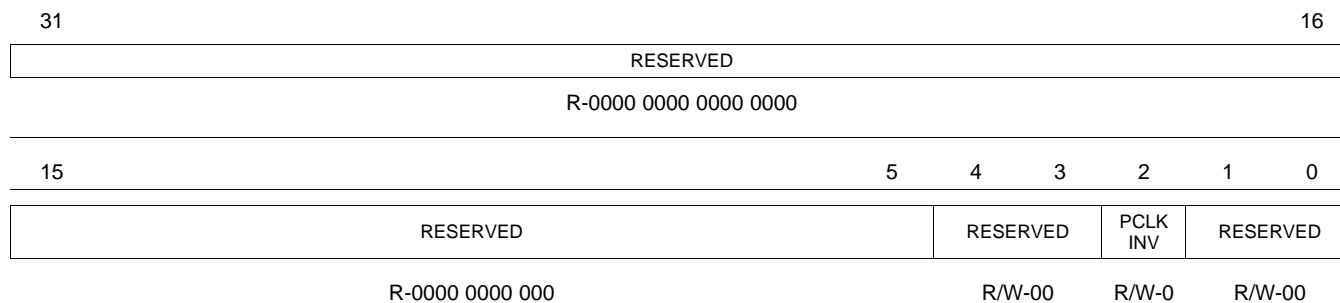 31 16
RESERVED
R-0000 0000 0000 0000
15 5 4 3 2 1 0
RESERVED RESERVED PCLK INV RESERVED
R-0000 0000 000 R/W-00 R/W-0 R/W-00